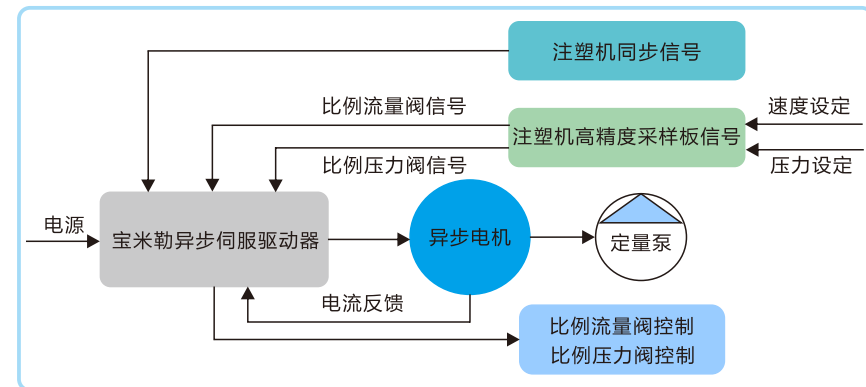 注塑机同步信号
比例流量阀信号
速度设定
注塑机高精度采样板信号
比例压力阀信号
压力设定
电源
宝米勒异步伺服驱动器
异步电机
定量泵
电流反馈
比例流量阀控制
比例压力阀控制